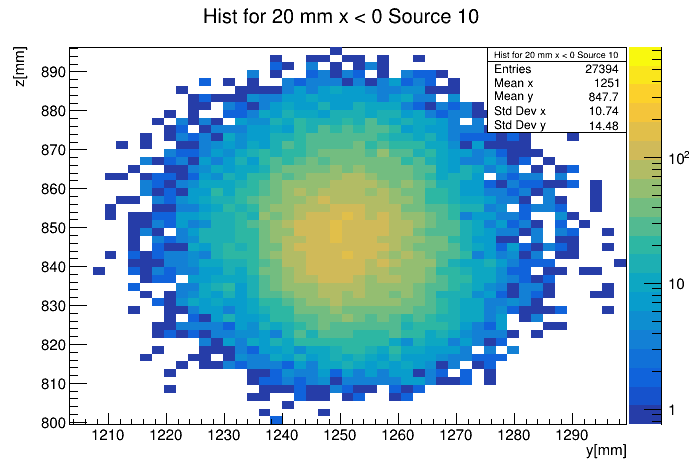 Hist for 20 mm x < 0 Source 10
z[mm]
Hist for 20 mm x < 0 Source 10
Entries 27394
Mean x 1251
Mean y 847.7
Std Dev x 10.74
Std Dev y 14.48
890
880
870
860
850
840
830
820
810
800
1210 1220 1230 1240 1250 1260 1270 1280 1290
y[mm]
10²
10
1